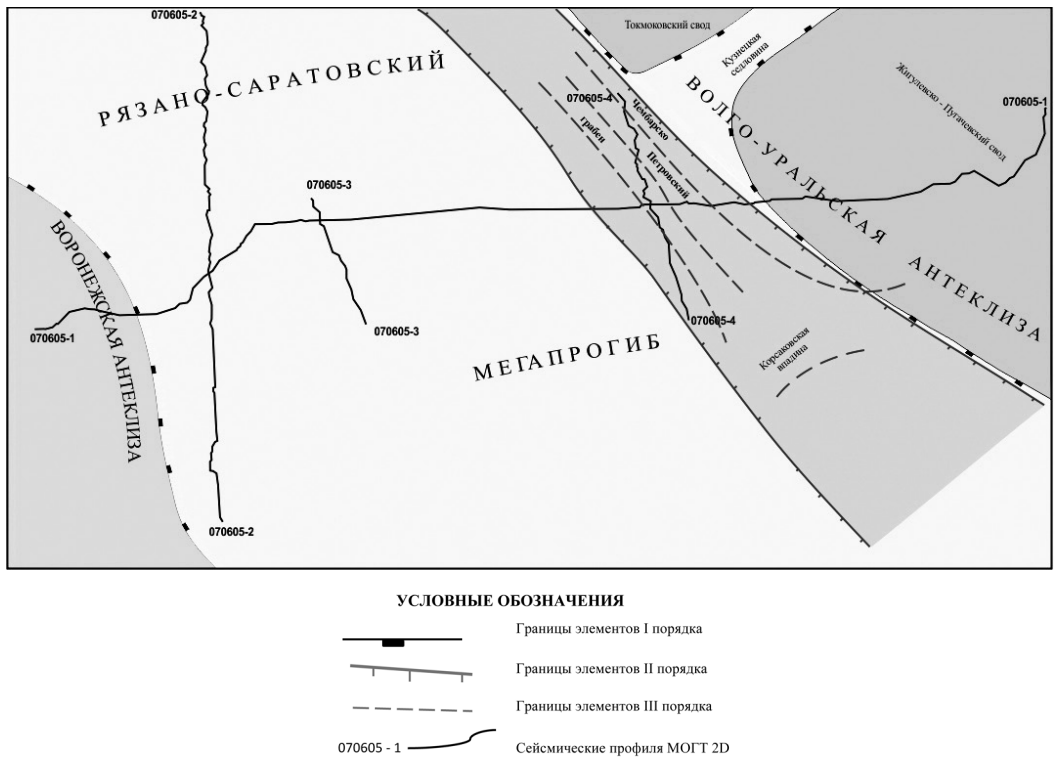 070605-2
Токмоковский свод
Кузнецкая
седловина
РЯЗАНО-САРАТОВСКИЙ
Жигулевско - Пугачевский свод
070605-4
070605-1
ВОЛГО-УРАЛЬСКАЯ АНТЕКЛИЗА
Чембарско
грабен
Петровский
070605-3
ВОРОНЕЖСКАЯ АНТЕКЛИЗА
070605-1
070605-3
070605-4
МЕГАПРОГИБ
Корсаковская
впадина
070605-2
УСЛОВНЫЕ ОБОЗНАЧЕНИЯ
Границы элементов I порядка
Границы элементов II порядка
Границы элементов III порядка
070605 - 1 Сейсмические профиля МОГТ 2D